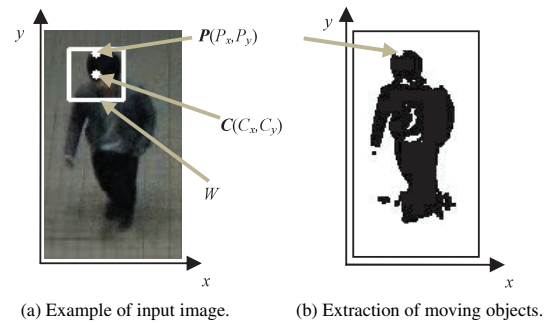 y
P(Px,Py)
C(Cx,Cy)
W
x
y
x
(a) Example of input image.
(b) Extraction of moving objects.